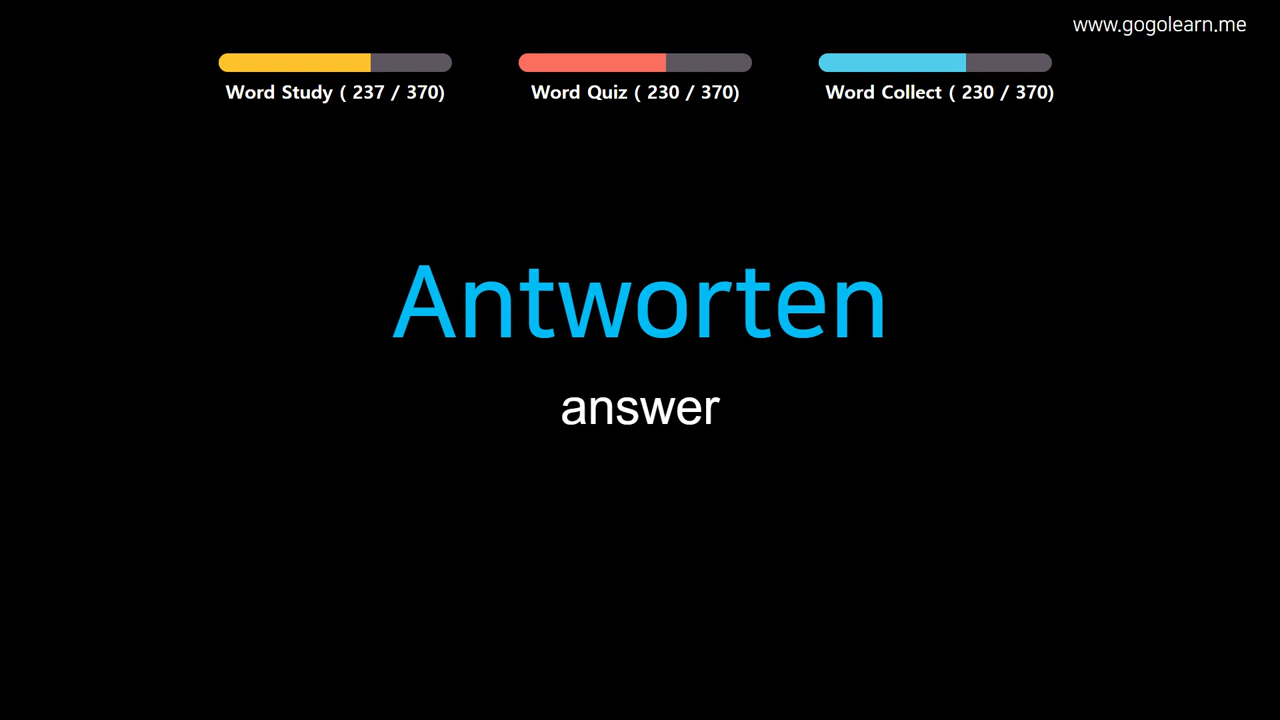 www.gogolearn.me
Word Study ( 237 / 370)
Word Quiz ( 230 / 370)
Word Collect ( 230 / 370)
Antworten
answer